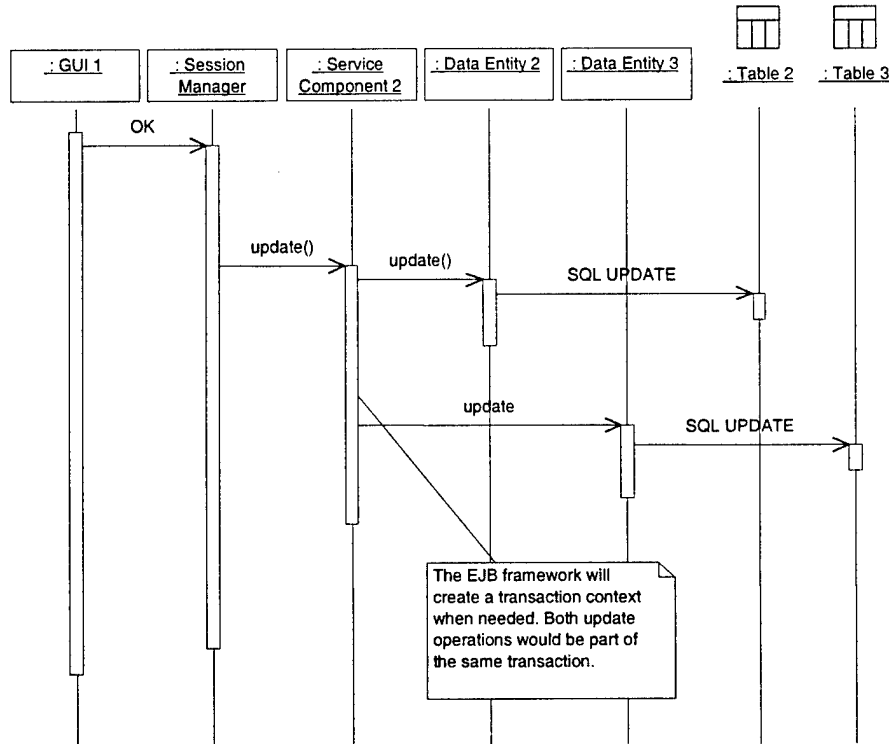 : GUI 1
: Session
Manager
: Service
Component 2
: Data Entity 2
: Data Entity 3
: Table 2
: Table 3
OK
update()
update()
SQL UPDATE
update
SQL UPDATE
The EJB framework will
create a transaction context
when needed. Both update
operations would be part of
the same transaction.